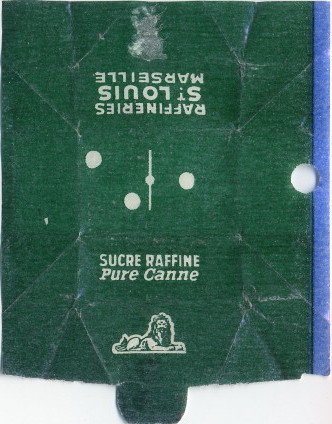 RAFFINERIES
ST LOUIS
MARSEILLE
SUCRE RAFFINE
Pure Canne